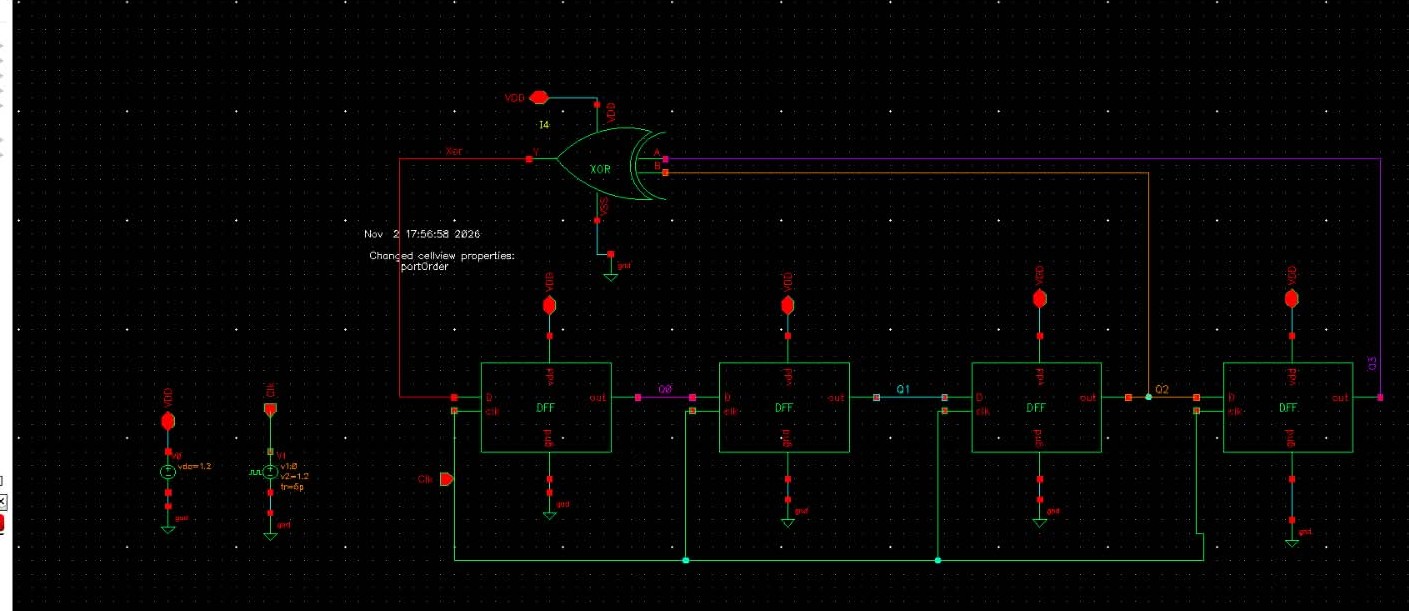 VDD
VDD
I4
Xor
Y
XOR
A
B
VSS
gnd
Nov 2 17:56:58 2026
Changed cellview properties:
portOrder
VDD
VDD
VDD
VDD
Q3
vdd
vdd
vdd
vdd
D
clk
DFF
out
gnd
Q0
D
clk
DFF
out
gnd
Q1
D
clk
DFF
out
gnd
Q2
D
clk
DFF
out
gnd
VDD
Clk
V0
vdc=1.2
gnd
V1
v1:0
v2=1.2
tr=5p
gnd
Clk
gnd
gnd
gnd
gnd